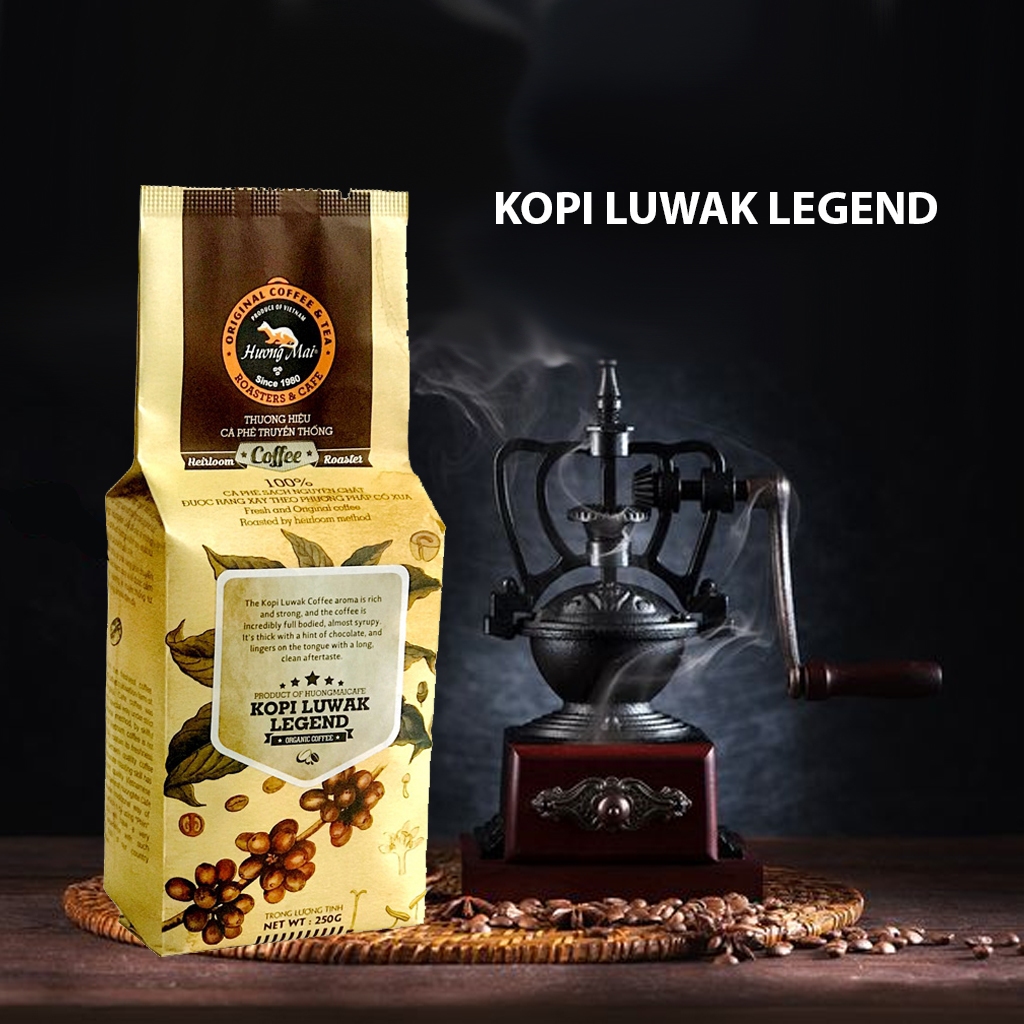 KOPI LUWAK LEGEND
ORIGINAL COFFEE & TEA
PRODUCE OF VIETNAM
Hương Mai®
Since 1980
ROASTERS & CAFE
THƯƠNG HIỆU
CÀ PHÊ TRUYỀN THỐNG
Heirloom ★ Coffee ★ Roaster
100%
CÀ PHÊ SẠCH NGUYÊN CHẤT
ĐƯỢC RANG XAY THEO PHƯƠNG PHÁP CỔ XƯA
Fresh and Original coffee
Roasted by heirloom method
The Kopi Luwak Coffee aroma is rich
and strong, and the coffee is
incredibly full bodied, almost syrupy.
It's thick with a hint of chocolate, and
lingers on the tongue with a long,
clean aftertaste.
PRODUCT OF HUONGMAICAFE
KOPI LUWAK
LEGEND
★ ORGANIC COFFEE ★
TRỌNG LƯỢNG TỊNH
NET WT : 250G